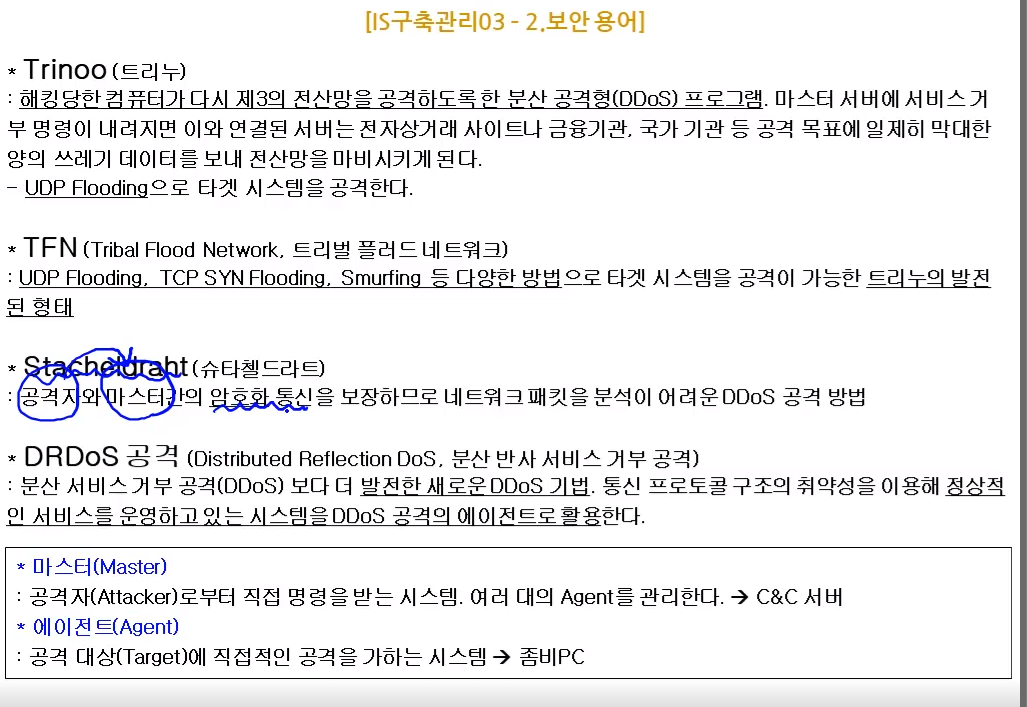 [IS구축관리03 - 2.보안 용어]
* Trinoo (트리누)
: 해킹당한 컴퓨터가 다시 제3의 전산망을 공격하도록 한 분산 공격형(DDoS) 프로그램. 마스터 서버에 서비스 거
부 명령이 내려지면 이와 연결된 서버는 전자상거래 사이트나 금융기관, 국가 기관 등 공격 목표에 일제히 막대한
양의 쓰레기 데이터를 보내 전산망을 마비시키게 된다.
- UDP Flooding으로 타겟 시스템을 공격한다.
* TFN (Tribal Flood Network, 트리벌 플러드 네트워크)
: UDP Flooding, TCP SYN Flooding, Smurfing 등 다양한 방법으로 타겟 시스템을 공격이 가능한 트리누의 발전
된 형태
* Stacheldraht (슈타첼드라트)
: 공격자와 마스터간의 암호화 통신을 보장하므로 네트워크 패킷을 분석이 어려운 DDoS 공격 방법
* DRDoS 공격 (Distributed Reflection DoS, 분산 반사 서비스 거부 공격)
: 분산 서비스 거부 공격(DDoS) 보다 더 발전한 새로운 DDoS 기법. 통신 프로토콜 구조의 취약성을 이용해 정상적
인 서비스를 운영하고 있는 시스템을 DDoS 공격의 에이전트로 활용한다.
* 마스터(Master)
: 공격자(Attacker)로부터 직접 명령을 받는 시스템. 여러 대의 Agent를 관리한다. → C&C 서버
* 에이전트(Agent)
: 공격 대상(Target)에 직접적인 공격을 가하는 시스템 → 좀비PC